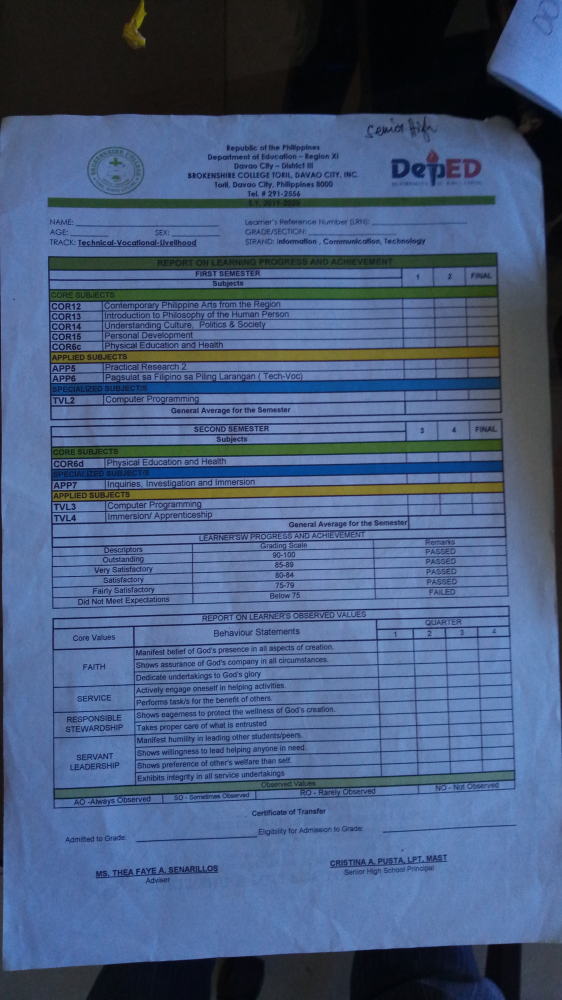 Senior High
Republic of the Philippines
Department of Education – Region XI
Davao City – District III
BROKENSHIRE COLLEGE TORIL, DAVAO CITY, INC.
Toril, Davao City, Philippines 8000
Tel. # 291-2556
S.Y. 2019-2020
DepED
NAME:
Learner's Reference Number (LRN):
AGE: SEX: GRADE/SECTION:
TRACK: Technical-Vocational-Livelihood STRAND: Information , Communication, Technology
REPORT ON LEARNING PROGRESS AND ACHIEVEMENT
FIRST SEMESTER 1 2 FINAL
Subjects
CORE SUBJECTS
COR12 Contemporary Philippine Arts from the Region
COR13 Introduction to Philosophy of the Human Person
COR14 Understanding Culture, Politics & Society
COR15 Personal Development
COR6c Physical Education and Health
APPLIED SUBJECTS
APP5 Practical Research 2
APP6 Pagsulat sa Filipino sa Piling Larangan ( Tech-Voc)
SPECIALIZED SUBJECTS
TVL2 Computer Programming
General Average for the Semester
SECOND SEMESTER 3 4 FINAL
Subjects
CORE SUBJECTS
COR6d Physical Education and Health
SPECIALIZED SUBJECTS
APP7 Inquiries, Investigation and Immersion
APPLIED SUBJECTS
TVL3 Computer Programming
TVL4 Immersion/ Apprenticeship
General Average for the Semester
LEARNER'SW PROGRESS AND ACHIEVEMENT
Descriptors Grading Scale Remarks
Outstanding 90-100 PASSED
Very Satisfactory 85-89 PASSED
Satisfactory 80-84 PASSED
Fairly Satisfactory 75-79 PASSED
Did Not Meet Expectations Below 75 FAILED
REPORT ON LEARNER'S OBSERVED VALUES
Core Values Behaviour Statements QUARTER
1 2 3 4
FAITH
Manifest belief of God's presence in all aspects of creation.
Shows assurance of God's company in all circumstances.
Dedicate undertakings to God's glory
SERVICE
Actively engage oneself in helping activities.
Performs task/s for the benefit of others.
RESPONSIBLE STEWARDSHIP
Shows eagerness to protect the wellness of God's creation.
Takes proper care of what is entrusted
SERVANT LEADERSHIP
Manifest humility in leading other students/peers.
Shows willingness to lead helping anyone in need.
Shows preference of other's welfare than self.
Exhibits integrity in all service undertakings
Observed Values
AO -Always Observed SO - Sometimes Observed RO - Rarely Observed NO - Not Observed
Certificate of Transfer
Admitted to Grade: Eligibility for Admission to Grade:
MS. THEA FAYE A. SENARILLOS CRISTINA A. PUSTA, LPT, MAST
Adviser Senior High School Principal